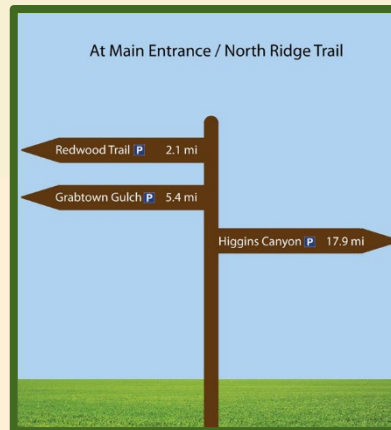 At Main Entrance / North Ridge Trail
Redwood Trail P 2.1 mi
Grabtown Gulch P 5.4 mi
Higgins Canyon P 17.9 mi